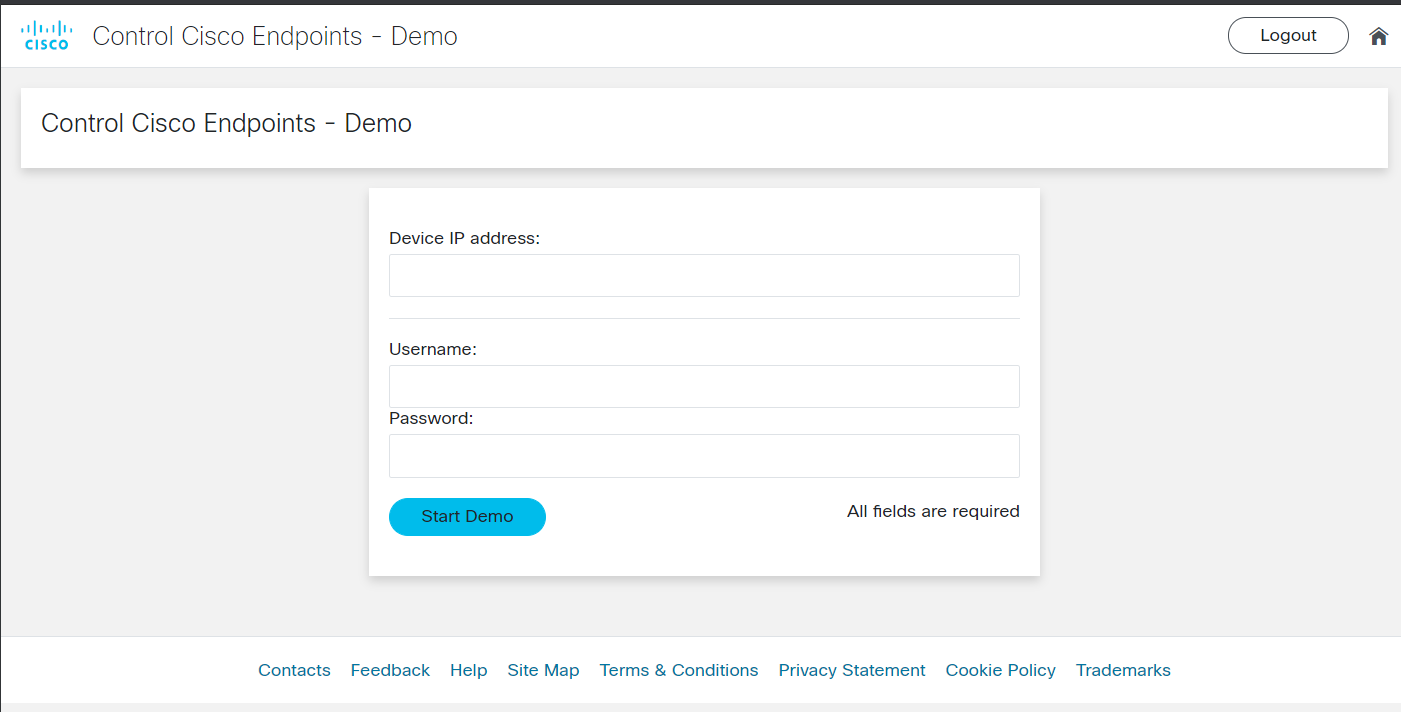 CISCO Control Cisco Endpoints - Demo Logout
Control Cisco Endpoints - Demo
Device IP address:
Username:
Password:
Start Demo All fields are required
Contacts Feedback Help Site Map Terms & Conditions Privacy Statement Cookie Policy Trademarks